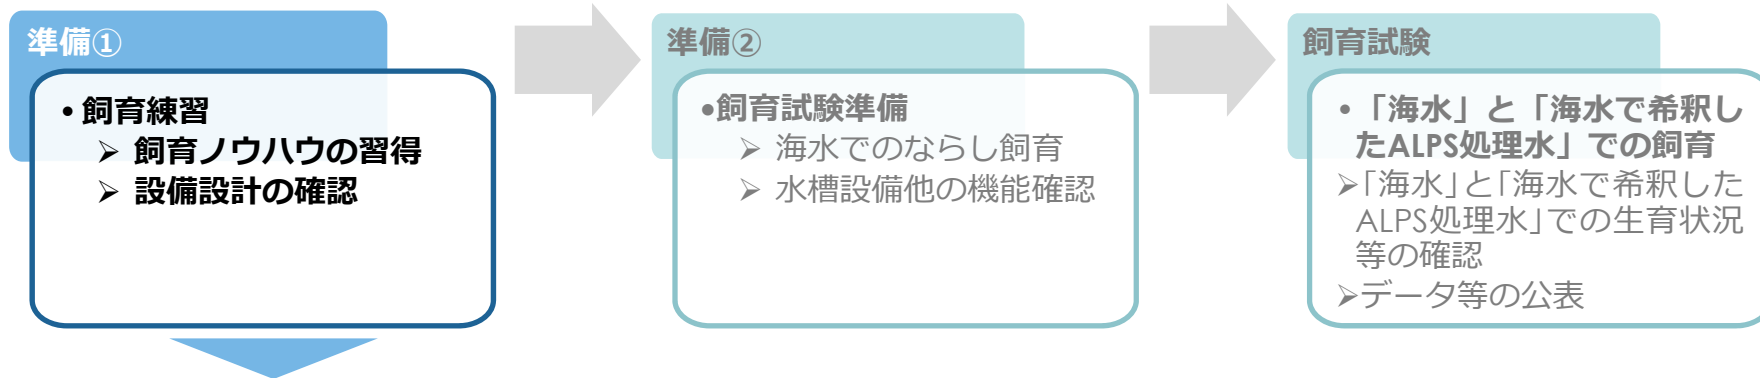 準備①
• 飼育練習
➢ 飼育ノウハウの習得
➢ 設備設計の確認
準備②
•飼育試験準備
➢ 海水でのならし飼育
➢ 水槽設備他の機能確認
飼育試験
• 「海水」と「海水で希釈し
たALPS処理水」での飼育
➢「海水」と「海水で希釈した
ALPS処理水」での生育状況
等の確認
➢データ等の公表